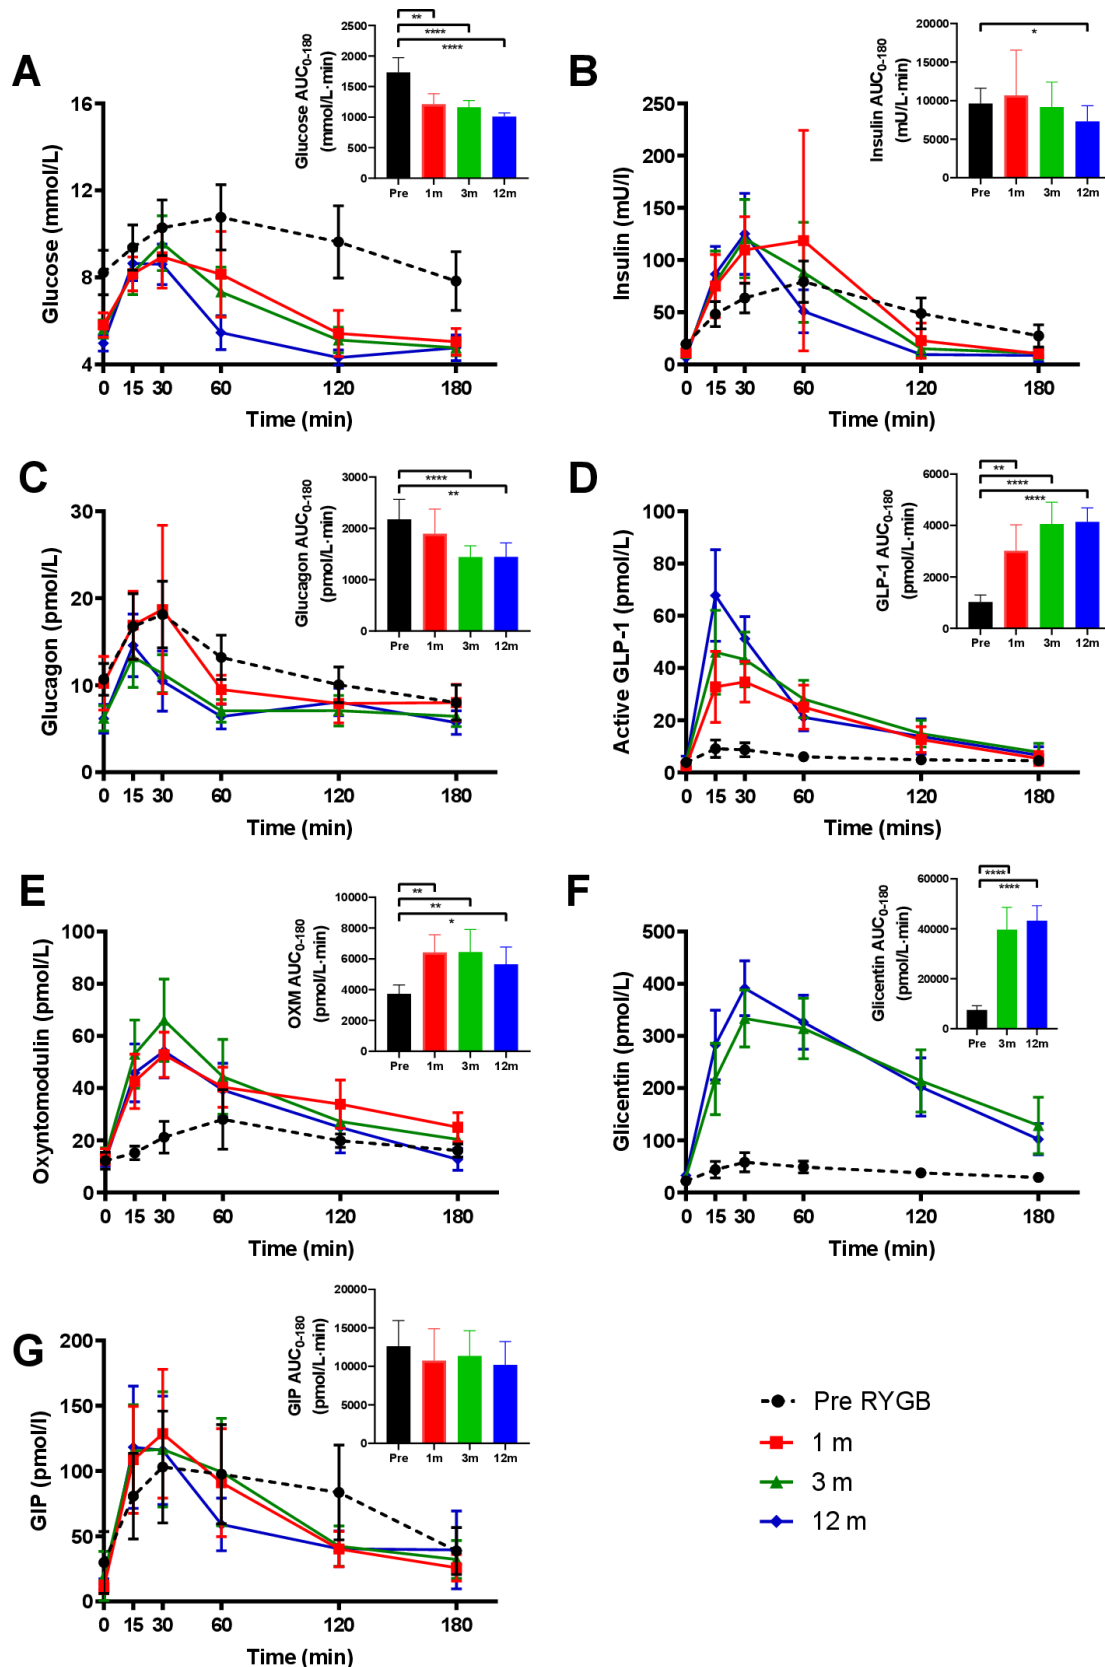 A
Glucose (mmol/L)
16
12
8
4
0 15 30 60 120 180
Time (min)
Glucose AUC0-180
(mmol/L·min)
2500
2000
1500
1000
500
0
Pre 1m 3m 12m
**
****
****
B
Insulin (mU/l)
250
200
150
100
50
0
0 15 30 60 120 180
Time (min)
Insulin AUC0-180
(mU/L·min)
20000
15000
10000
5000
0
Pre 1m 3m 12m
*
C
Glucagon (pmol/L)
30
20
10
0
0 15 30 60 120 180
Time (min)
Glucagon AUC0-180
(pmol/L·min)
3000
2000
1000
0
Pre 1m 3m 12m
****
**
D
Active GLP-1 (pmol/L)
100
80
60
40
20
0
0 15 30 60 120 180
Time (mins)
GLP-1 AUC0-180
(pmol/L·min)
6000
4000
2000
0
Pre 1m 3m 12m
**
****
****
E
Oxyntomodulin (pmol/L)
100
80
60
40
20
0
0 15 30 60 120 180
Time (min)
OXM AUC0-180
(pmol/L·min)
10000
8000
6000
4000
2000
0
Pre 1m 3m 12m
**
**
*
F
Glicentin (pmol/L)
500
400
300
200
100
0
0 15 30 60 120 180
Time (min)
Glicentin AUC0-180
(pmol/L·min)
60000
40000
20000
0
Pre 3m 12m
****
****
G
GIP (pmol/l)
200
150
100
50
0
0 15 30 60 120 180
Time (min)
GIP AUC0-180
(pmol/L·min)
20000
15000
10000
5000
0
Pre 1m 3m 12m
Pre RYGB
1 m
3 m
12 m